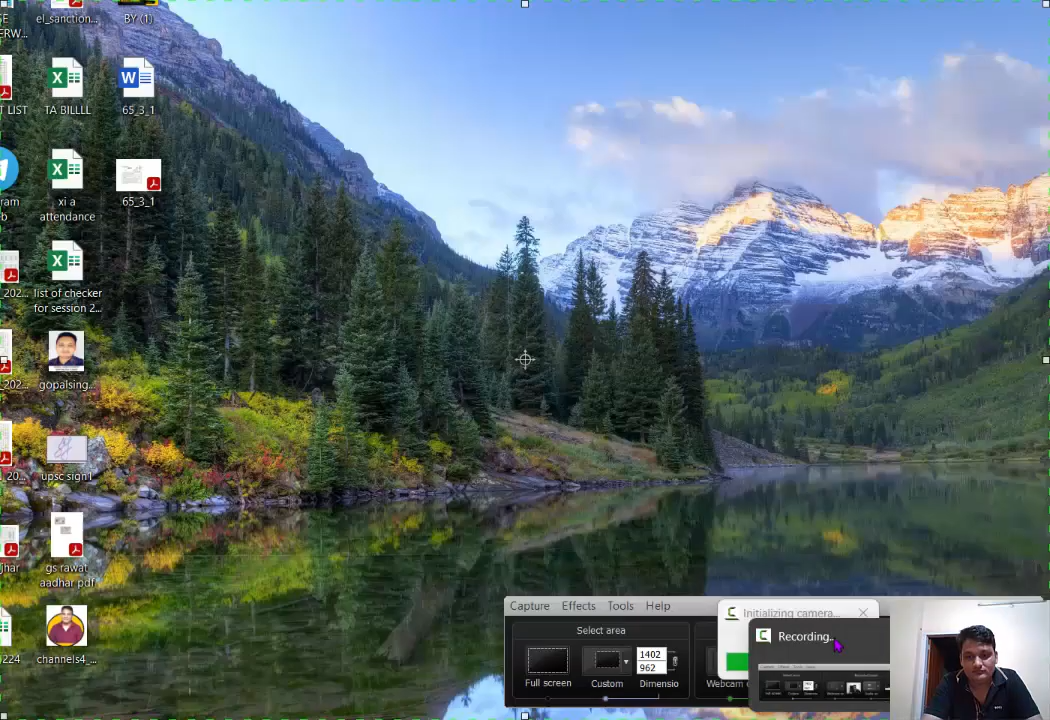 el_sanction...
BY (1)
ERW...
T LIST
TA BILLLL
65_3_1
xi a
attendance
65_3_1
list of checker
for session 2...
gopalsing...
upsc sign1
gs rawat
aadhar pdf
channels4_...
Capture Effects Tools Help
Select area
Full screen
Custom
1402
962
Dimensio
Webcam
Initializing camera...
Recording...